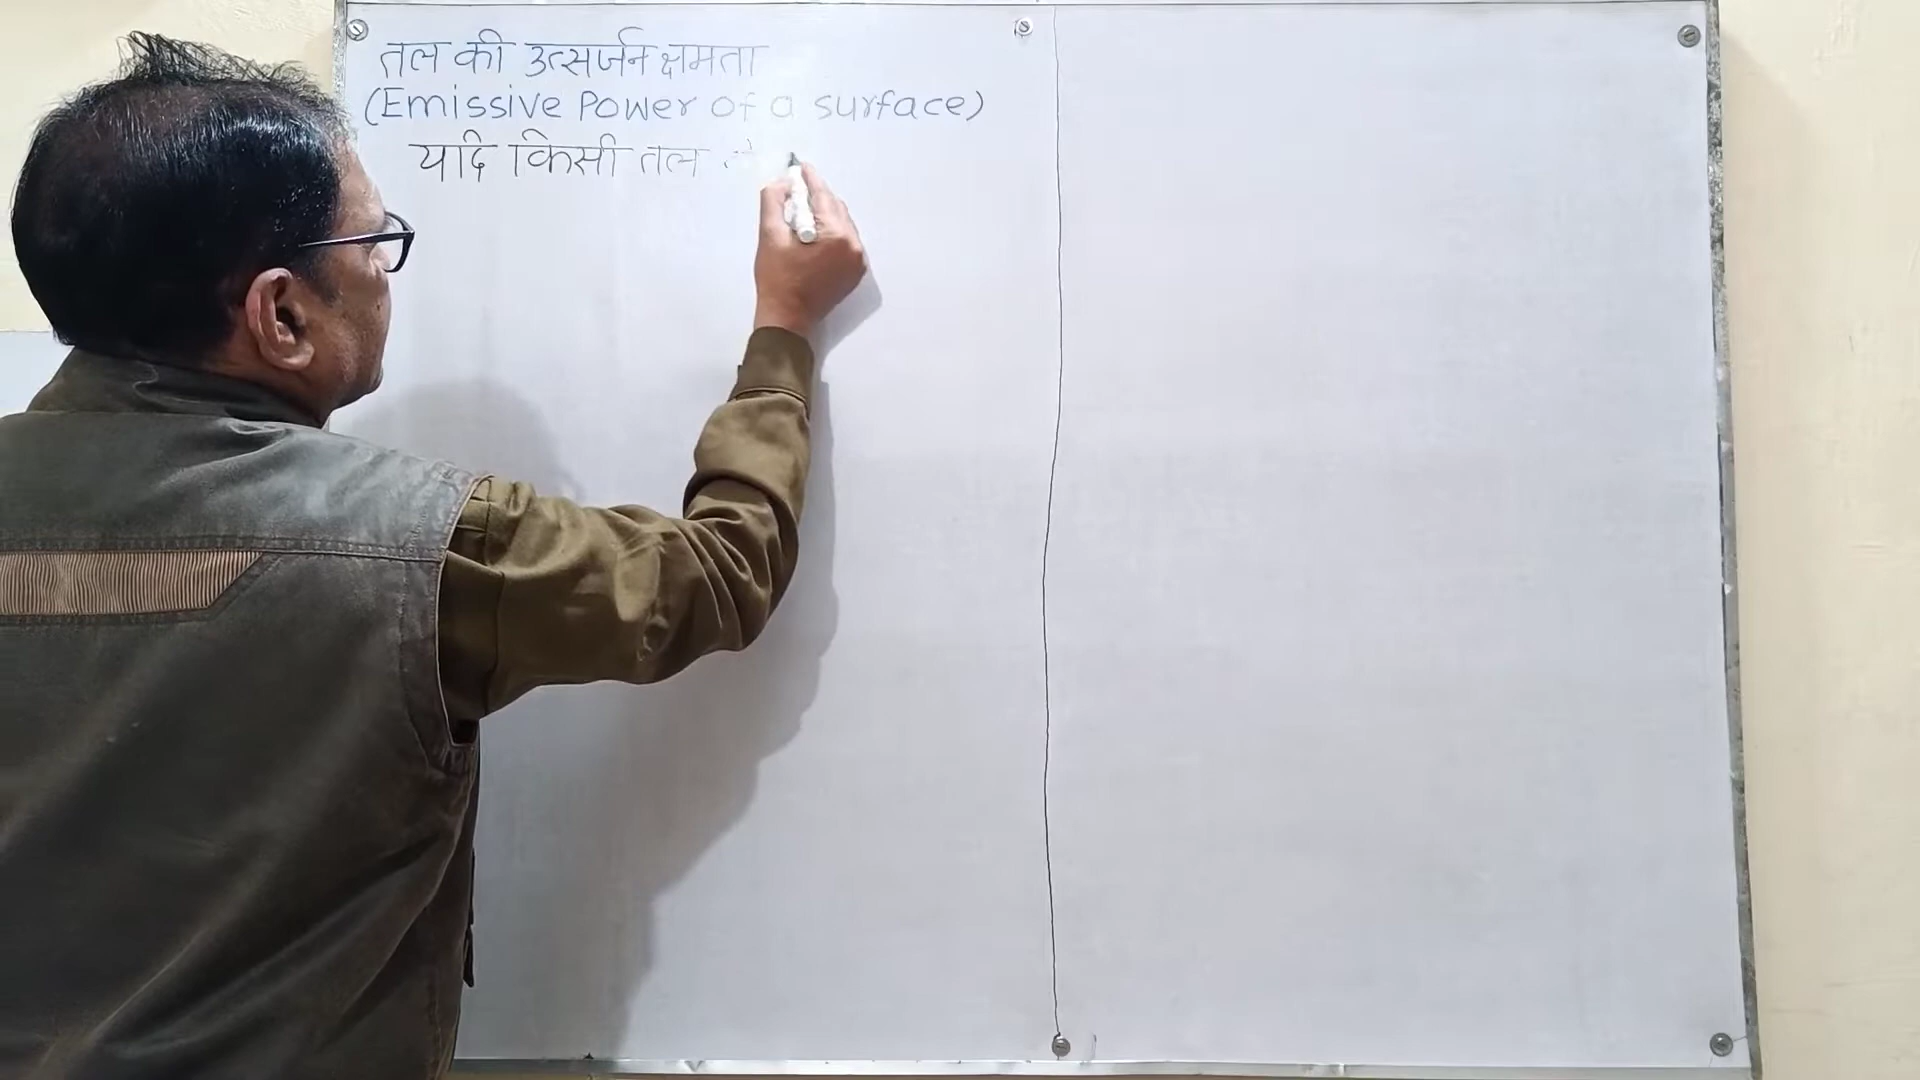 तल की उत्सर्जन क्षमता
(Emissive Power of a surface)
यदि किसी तल